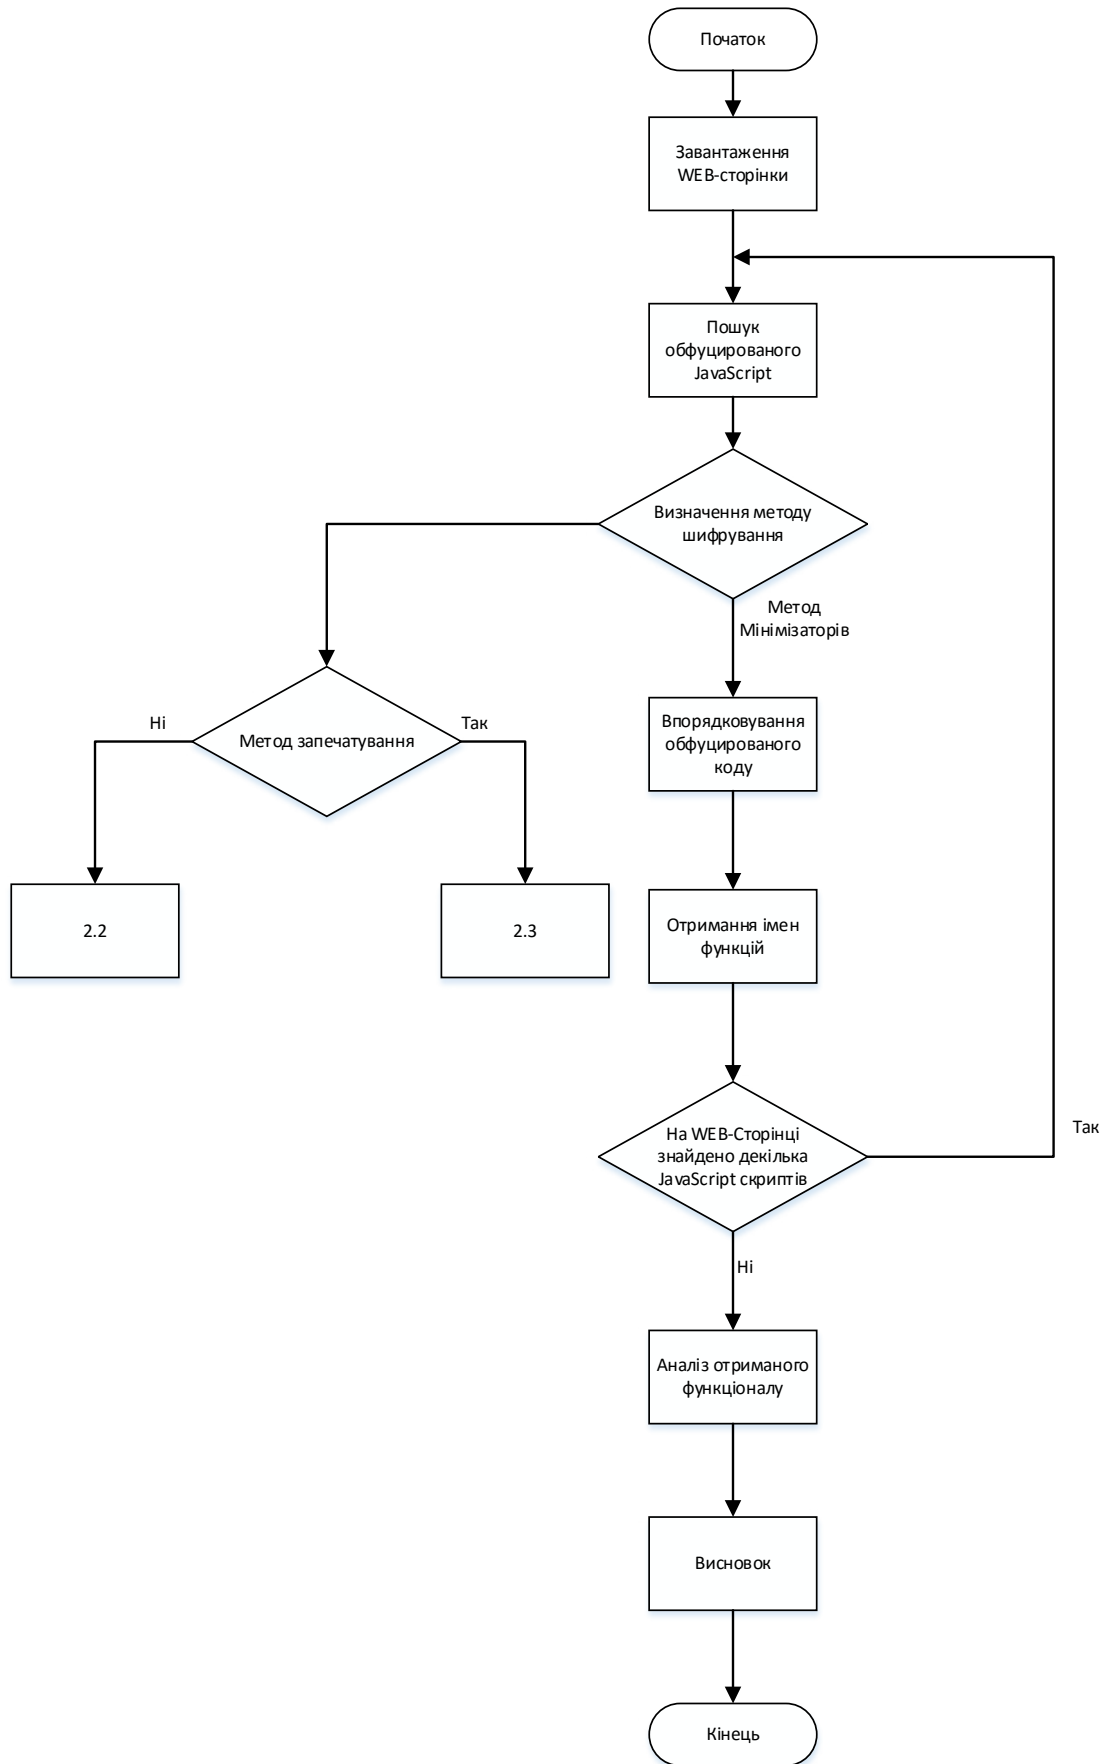 Початок
Завантаження
WEB-сторінки
Пошук
обфуцированого
JavaScript
Визначення методу
шифрування
Метод
Мінімізаторів
Ні
Метод запечатування
Так
Впорядковування
обфуцированого
коду
2.2
2.3
Отримання імен
функцій
На WEB-Сторінці
знайдено декілька
JavaScript скриптів
Так
Ні
Аналіз отриманого
функціоналу
Висновок
Кінець